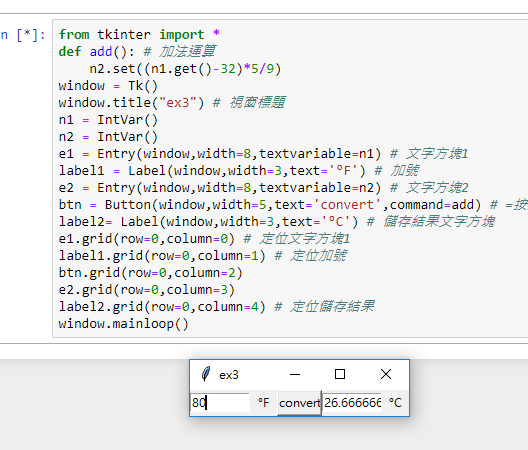 n [*]:
from tkinter import *
def add(): # 加法運算
    n2.set((n1.get()-32)*5/9)
window = Tk()
window.title("ex3") # 視窗標題
n1 = IntVar()
n2 = IntVar()
e1 = Entry(window,width=8,textvariable=n1) # 文字方塊1
label1 = Label(window,width=3,text='°F') # 加號
e2 = Entry(window,width=8,textvariable=n2) # 文字方塊2
btn = Button(window,width=5,text='convert',command=add) # =按
label2= Label(window,width=3,text='°C') # 儲存結果文字方塊
e1.grid(row=0,column=0) # 定位文字方塊1
label1.grid(row=0,column=1) # 定位加號
btn.grid(row=0,column=2)
e2.grid(row=0,column=3)
label2.grid(row=0,column=4) # 定位儲存結果
window.mainloop()
ex3
80 °F convert 26.666666 °C